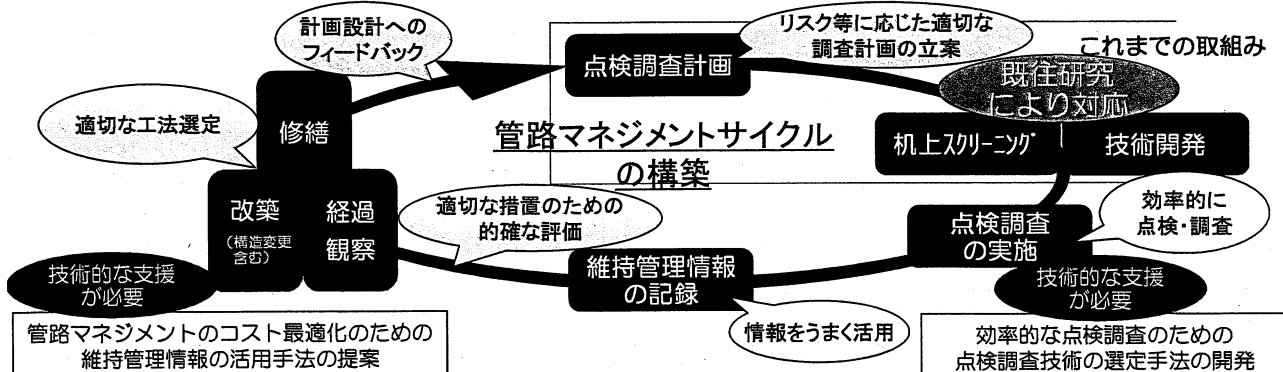 計画設計への
フィードバック
点検調査計画
リスク等に応じた適切な
調査計画の立案
これまでの取組み
既往研究
により対応
適切な工法選定
修繕
管路マネジメントサイクル
の構築
机上スクリーニング
技術開発
改築
(構造変更
含む)
経過
観察
適切な措置のための
的確な評価
点検調査
の実施
効率的に
点検・調査
技術的な支援
が必要
維持管理情報
の記録
技術的な支援
が必要
情報をうまく活用
管路マネジメントのコスト最適化のための
維持管理情報の活用手法の提案
効率的な点検調査のための
点検調査技術の選定手法の開発